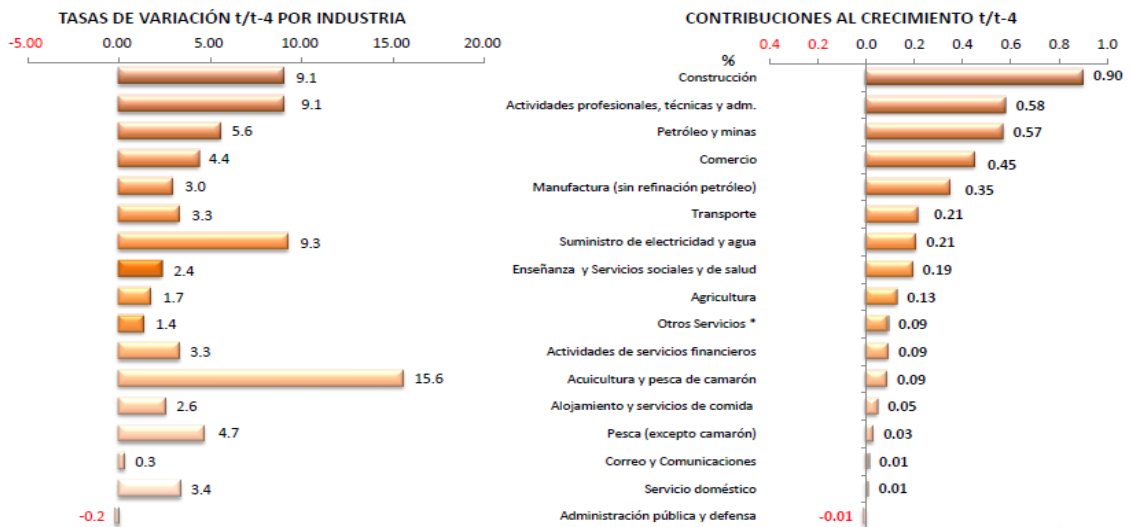 TASAS DE VARIACIÓN t/t-4 POR INDUSTRIA
CONTRIBUCIONES AL CRECIMIENTO t/t-4
-5.00 0.00 5.00 10.00 15.00 20.00
0.4 0.2 0.0 0.2 0.4 0.6 0.8 1.0
%
9.1 Construcción 0.90
9.1 Actividades profesionales, técnicas y adm. 0.58
5.6 Petróleo y minas 0.57
4.4 Comercio 0.45
3.0 Manufactura (sin refinación petróleo) 0.35
3.3 Transporte 0.21
9.3 Suministro de electricidad y agua 0.21
2.4 Enseñanza y Servicios sociales y de salud 0.19
1.7 Agricultura 0.13
1.4 Otros Servicios * 0.09
3.3 Actividades de servicios financieros 0.09
15.6 Acuicultura y pesca de camarón 0.09
2.6 Alojamiento y servicios de comida 0.05
4.7 Pesca (excepto camarón) 0.03
0.3 Correo y Comunicaciones 0.01
3.4 Servicio doméstico 0.01
-0.2 Administración pública y defensa -0.01